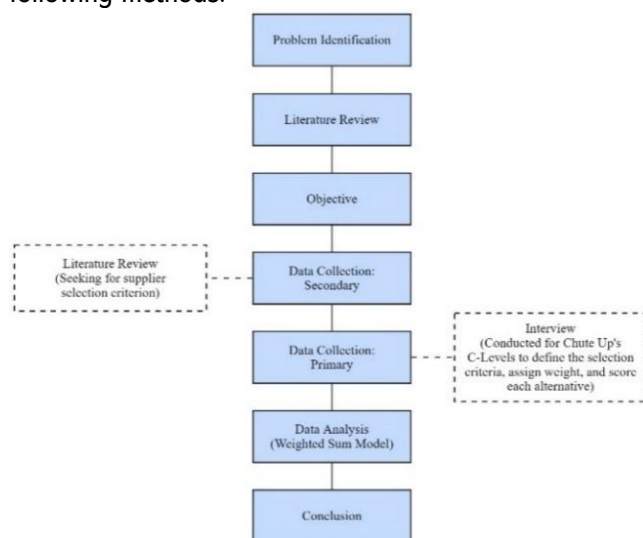 following methods.
Problem Identification
Literature Review
Objective
Literature Review
(Seeking for supplier
selection criterion)
Data Collection:
Secondary
Data Collection:
Primary
Interview
(Conducted for Chute Up's
C-Levels to define the selection
criteria, assign weight, and score
each alternative)
Data Analysis
(Weighted Sum Model)
Conclusion